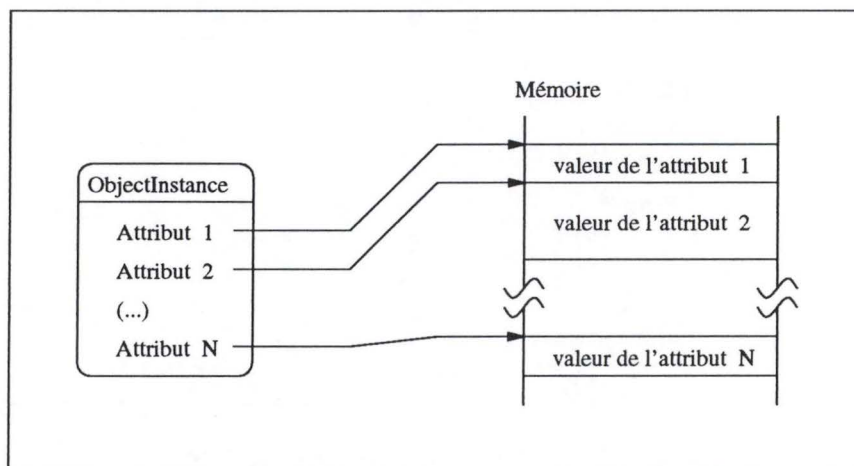 Mémoire
valeur de l'attribut 1
ObjectInstance
valeur de l'attribut 2
Attribut 1
Attribut 2
(...)
Attribut N
valeur de l'attribut N